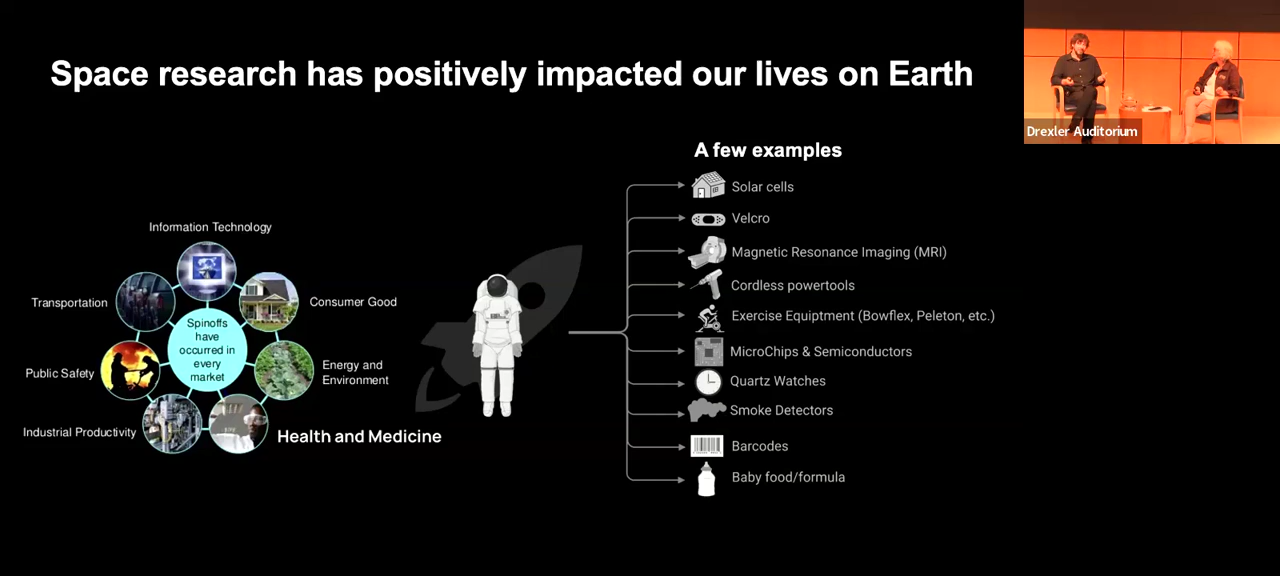 Space research has positively impacted our lives on Earth
Drexler Auditorium
A few examples
Solar cells
Velcro
Magnetic Resonance Imaging (MRI)
Cordless powertools
Exercise Equiptment (Bowflex, Peleton, etc.)
MicroChips & Semiconductors
Quartz Watches
Smoke Detectors
Barcodes
Baby food/formula
Information Technology
Transportation
Consumer Good
Spinoffs
have
occurred in
every
market
Public Safety
Energy and
Environment
Industrial Productivity
Health and Medicine